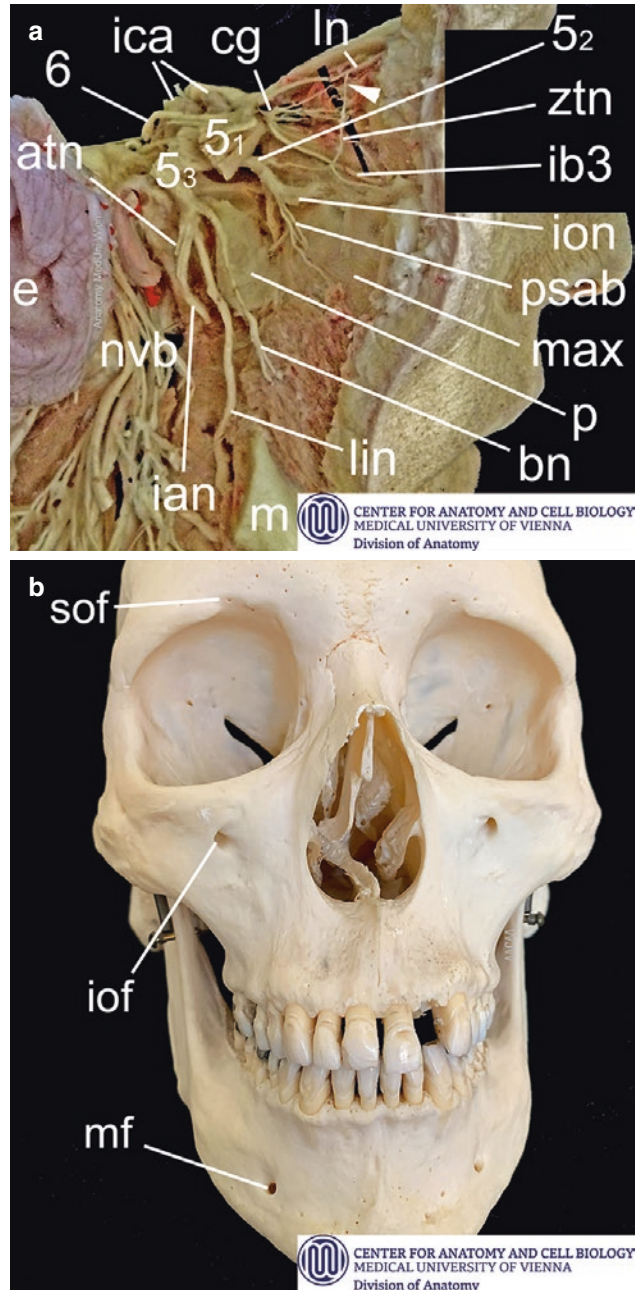 a
ica
cg
ln
5₂
6
5₁
ztn
atn
5₃
ib3
ion
e
psab
nvb
max
p
lin
bn
ian
m
CENTER FOR ANATOMY AND CELL BIOLOGY
MEDICAL UNIVERSITY OF VIENNA
Division of Anatomy
b
sof
iof
mf
CENTER FOR ANATOMY AND CELL BIOLOGY
MEDICAL UNIVERSITY OF VIENNA
Division of Anatomy